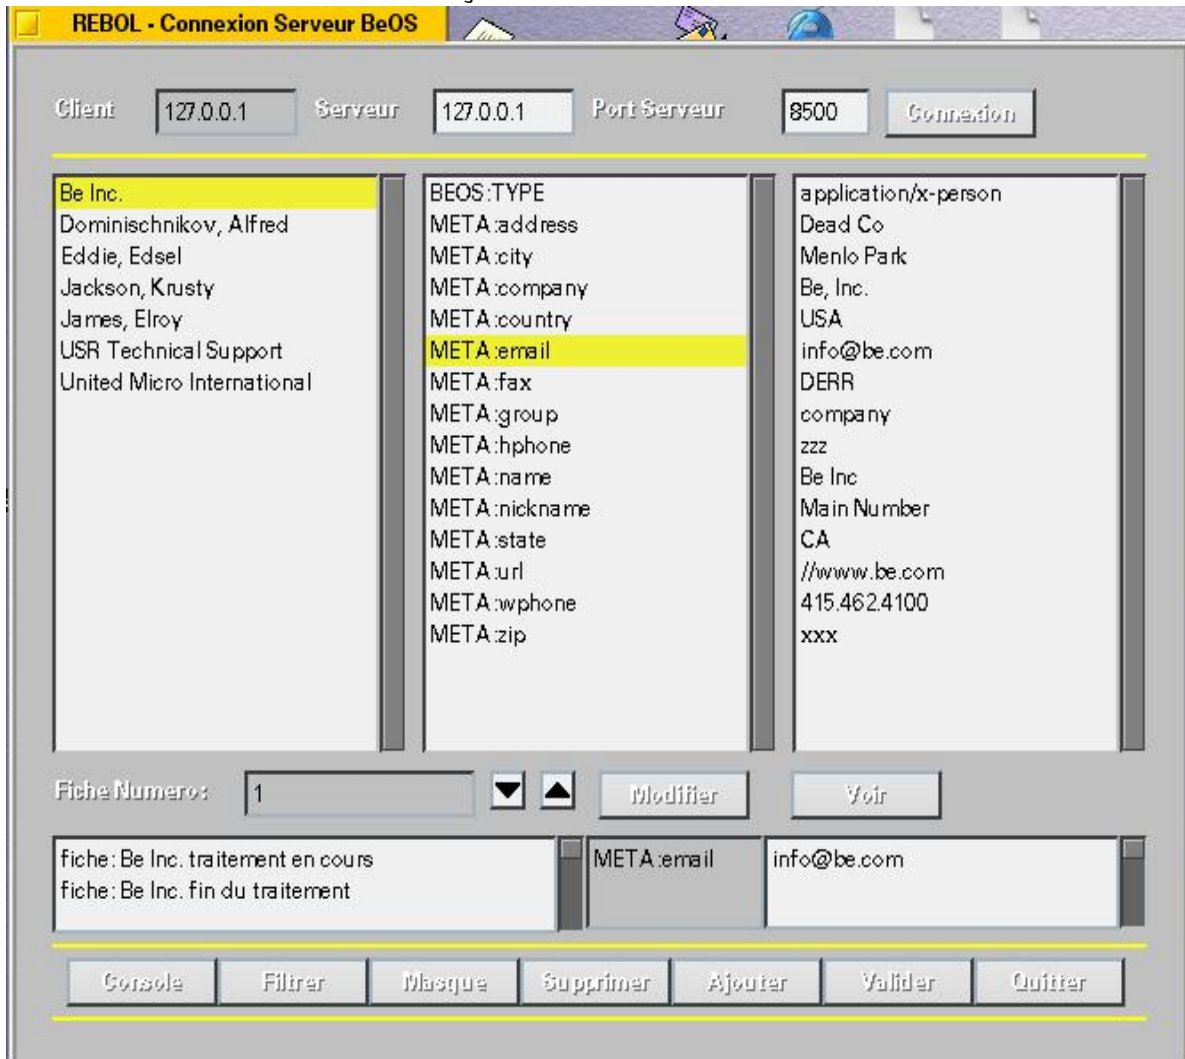 REBOL - Connexion Serveur BeOS
Client 127.0.0.1 Serveur 127.0.0.1 Port Serveur 8500 Connexion
Be Inc.
Dominischnikov, Alfred
Eddie, Edsel
Jackson, Krusty
James, Elroy
USR Technical Support
United Micro International
BEOS:TYPE
META:address
META:city
META:company
META:country
META:email
META:fax
META:group
META:hphone
META:name
META:nickname
META:state
META:url
META:wphone
META:zip
application/x-person
Dead Co
Menlo Park
Be, Inc.
USA
info@be.com
DERR
company
zzz
Be Inc
Main Number
CA
//www.be.com
415.462.4100
xxx
Fiche Numero: 1 Modifier Voir
fiche: Be Inc. traitement en cours
fiche: Be Inc. fin du traitement
META:email info@be.com
Console Filtrer Masque Supprimer Ajouter Valider Quitter